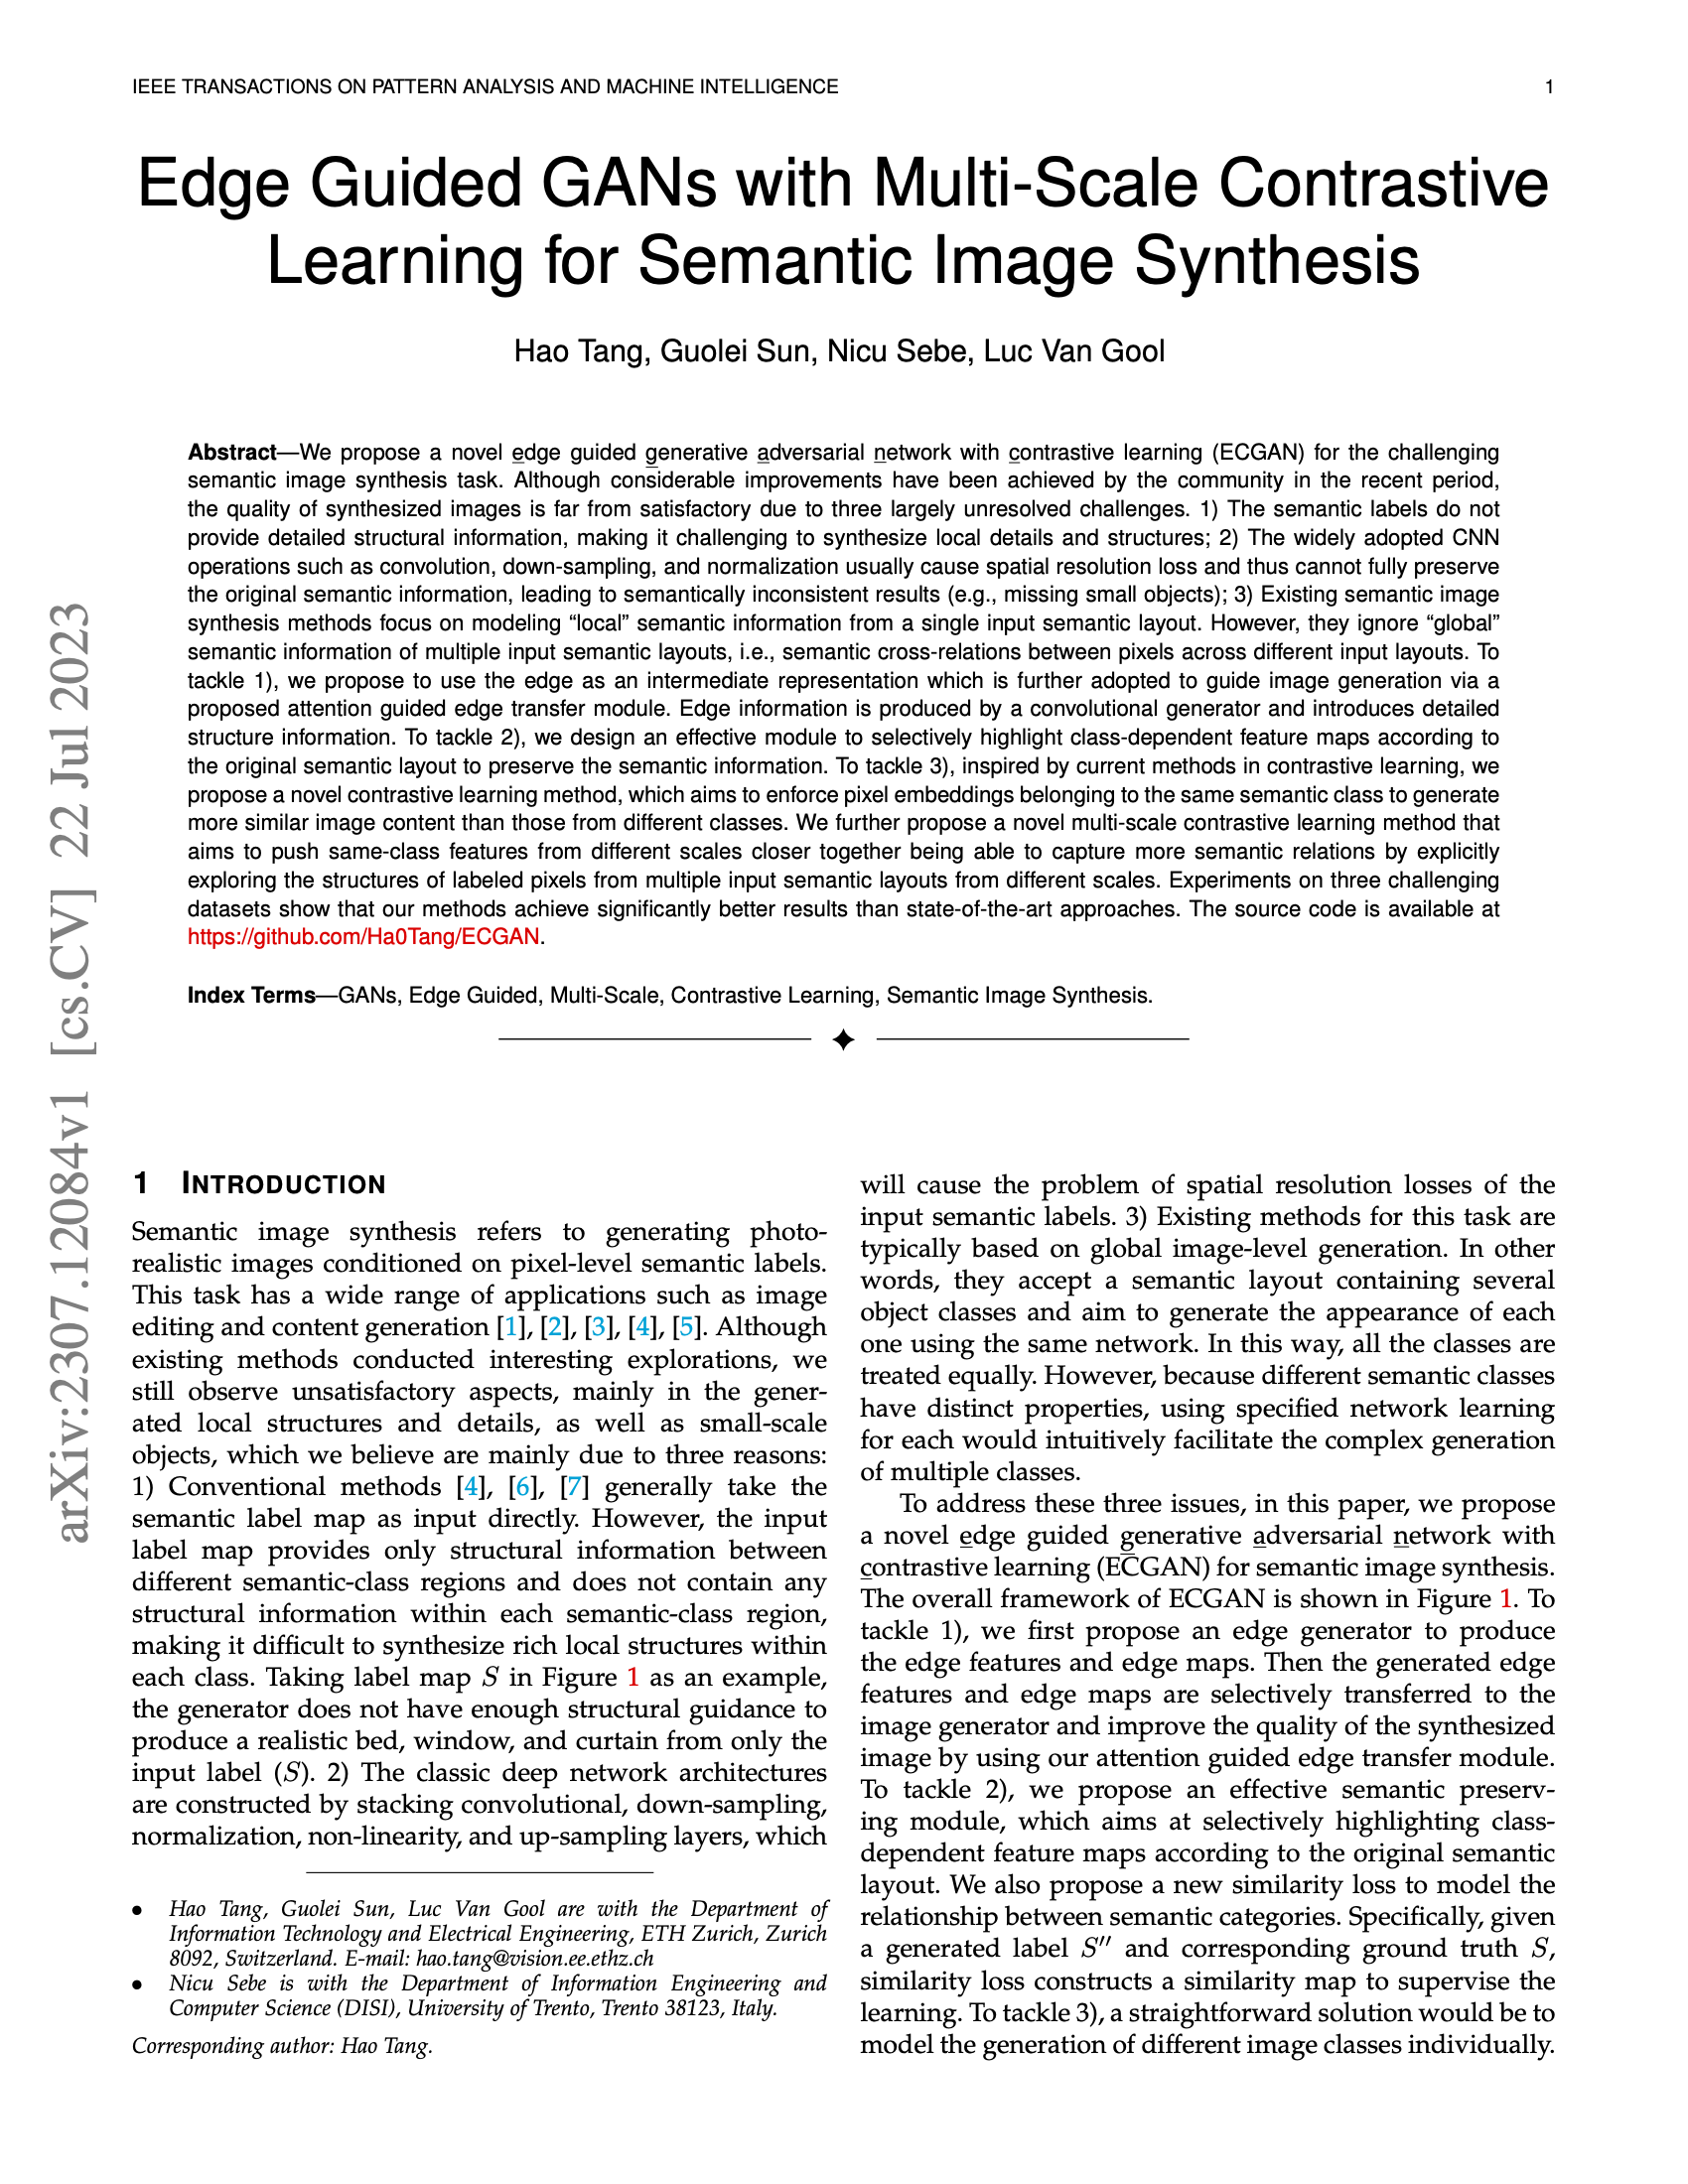 IEEE TRANSACTIONS ON PATTERN ANALYSIS AND MACHINE INTELLIGENCE 1
Edge Guided GANs with Multi-Scale Contrastive
Learning for Semantic Image Synthesis
Hao Tang, Guolei Sun, Nicu Sebe, Luc Van Gool
Abstract—We propose a novel edge guided generative adversarial network with contrastive learning (ECGAN) for the challenging
semantic image synthesis task. Although considerable improvements have been achieved by the community in the recent period,
the quality of synthesized images is far from satisfactory due to three largely unresolved challenges. 1) The semantic labels do not
provide detailed structural information, making it challenging to synthesize local details and structures; 2) The widely adopted CNN
operations such as convolution, down-sampling, and normalization usually cause spatial resolution loss and thus cannot fully preserve
the original semantic information, leading to semantically inconsistent results (e.g., missing small objects); 3) Existing semantic image
synthesis methods focus on modeling “local” semantic information from a single input semantic layout. However, they ignore “global”
semantic information of multiple input semantic layouts, i.e., semantic cross-relations between pixels across different input layouts. To
tackle 1), we propose to use the edge as an intermediate representation which is further adopted to guide image generation via a
proposed attention guided edge transfer module. Edge information is produced by a convolutional generator and introduces detailed
structure information. To tackle 2), we design an effective module to selectively highlight class-dependent feature maps according to
the original semantic layout to preserve the semantic information. To tackle 3), inspired by current methods in contrastive learning, we
propose a novel contrastive learning method, which aims to enforce pixel embeddings belonging to the same semantic class to generate
more similar image content than those from different classes. We further propose a novel multi-scale contrastive learning method that
aims to push same-class features from different scales closer together being able to capture more semantic relations by explicitly
exploring the structures of labeled pixels from multiple input semantic layouts from different scales. Experiments on three challenging
datasets show that our methods achieve significantly better results than state-of-the-art approaches. The source code is available at
https://github.com/Ha0Tang/ECGAN.
Index Terms—GANs, Edge Guided, Multi-Scale, Contrastive Learning, Semantic Image Synthesis.
arXiv:2307.12084v1 [cs.CV] 22 Jul 2023
1 INTRODUCTION
Semantic image synthesis refers to generating photo-
realistic images conditioned on pixel-level semantic labels.
This task has a wide range of applications such as image
editing and content generation [1], [2], [3], [4], [5]. Although
existing methods conducted interesting explorations, we
still observe unsatisfactory aspects, mainly in the gener-
ated local structures and details, as well as small-scale
objects, which we believe are mainly due to three reasons:
1) Conventional methods [4], [6], [7] generally take the
semantic label map as input directly. However, the input
label map provides only structural information between
different semantic-class regions and does not contain any
structural information within each semantic-class region,
making it difficult to synthesize rich local structures within
each class. Taking label map S in Figure 1 as an example,
the generator does not have enough structural guidance to
produce a realistic bed, window, and curtain from only the
input label (S). 2) The classic deep network architectures
are constructed by stacking convolutional, down-sampling,
normalization, non-linearity, and up-sampling layers, which
• Hao Tang, Guolei Sun, Luc Van Gool are with the Department of
Information Technology and Electrical Engineering, ETH Zurich, Zurich
8092, Switzerland. E-mail: hao.tang@vision.ee.ethz.ch
• Nicu Sebe is with the Department of Information Engineering and
Computer Science (DISI), University of Trento, Trento 38123, Italy.
Corresponding author: Hao Tang.
will cause the problem of spatial resolution losses of the
input semantic labels. 3) Existing methods for this task are
typically based on global image-level generation. In other
words, they accept a semantic layout containing several
object classes and aim to generate the appearance of each
one using the same network. In this way, all the classes are
treated equally. However, because different semantic classes
have distinct properties, using specified network learning
for each would intuitively facilitate the complex generation
of multiple classes.
To address these three issues, in this paper, we propose
a novel edge guided generative adversarial network with
contrastive learning (ECGAN) for semantic image synthesis.
The overall framework of ECGAN is shown in Figure 1. To
tackle 1), we first propose an edge generator to produce
the edge features and edge maps. Then the generated edge
features and edge maps are selectively transferred to the
image generator and improve the quality of the synthesized
image by using our attention guided edge transfer module.
To tackle 2), we propose an effective semantic preserv-
ing module, which aims at selectively highlighting class-
dependent feature maps according to the original semantic
layout. We also propose a new similarity loss to model the
relationship between semantic categories. Specifically, given
a generated label S′′ and corresponding ground truth S,
similarity loss constructs a similarity map to supervise the
learning. To tackle 3), a straightforward solution would be to
model the generation of different image classes individually.